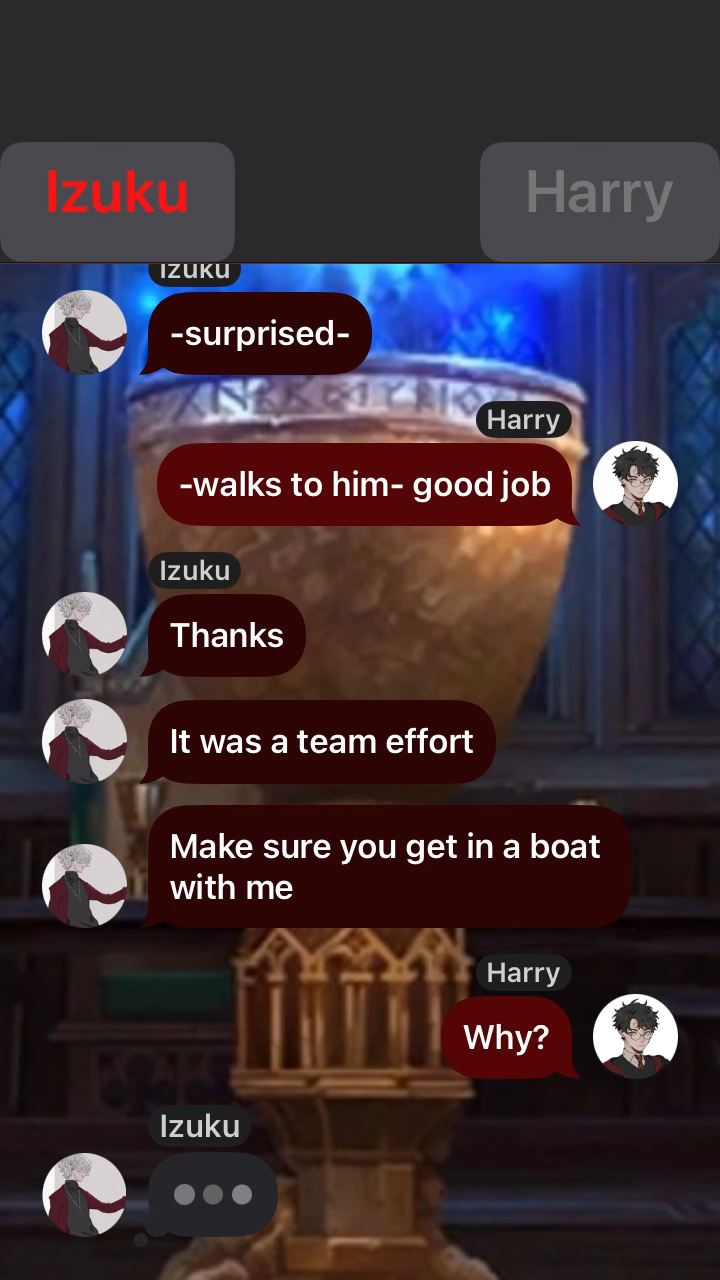 Izuku
Harry
Izuku
-surprised-
Harry
-walks to him- good job
Izuku
Thanks
It was a team effort
Make sure you get in a boat
with me
Harry
Why?
Izuku